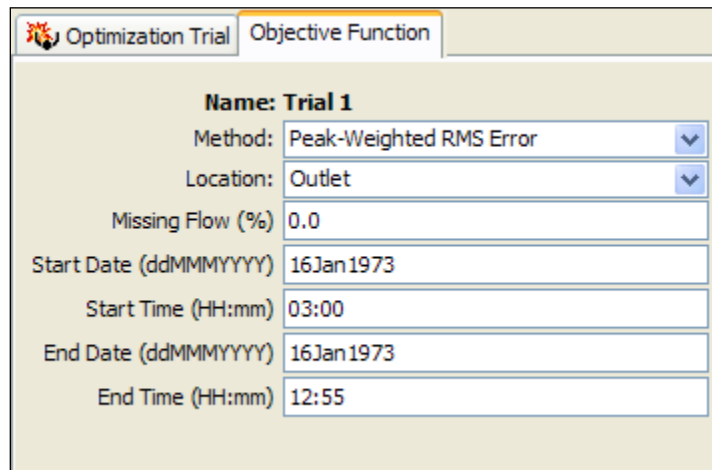 Optimization Trial Objective Function
Name: Trial 1
Method: Peak-Weighted RMS Error
Location: Outlet
Missing Flow (%) 0.0
Start Date (ddMMMYYYY) 16Jan1973
Start Time (HH:mm) 03:00
End Date (ddMMMYYYY) 16Jan1973
End Time (HH:mm) 12:55